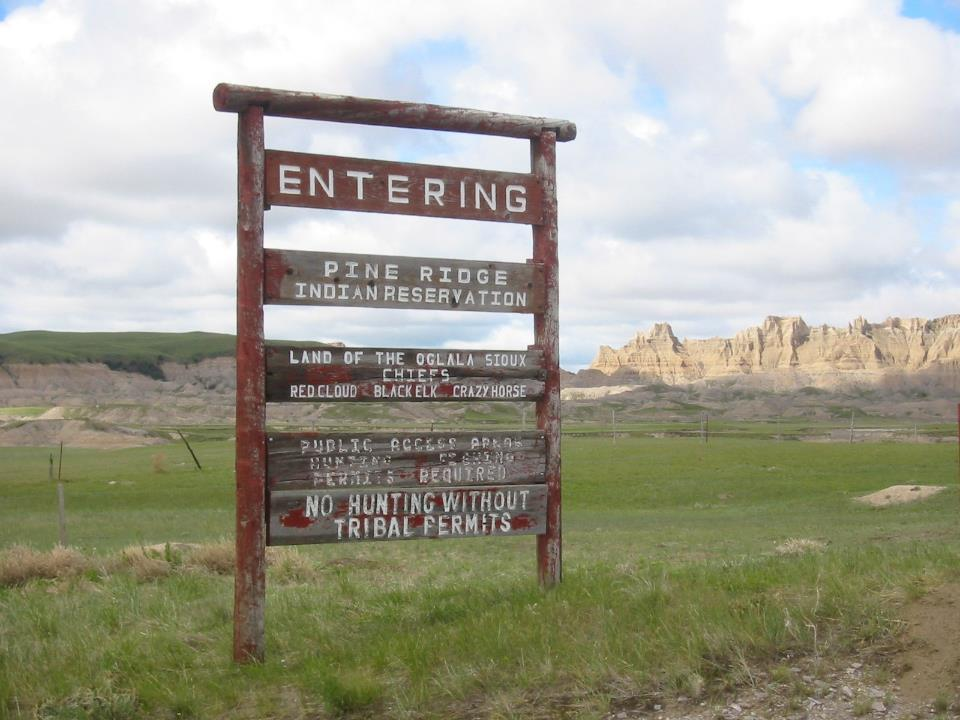 ENTERING
PINE RIDGE
INDIAN RESERVATION
LAND OF THE OGLALA SIOUX
CHIEFS
RED CLOUD BLACK ELK CRAZY HORSE
PUBLIC ACCESS AREAS
HUNTING
PERMITS REQUIRED
NO HUNTING WITHOUT
TRIBAL PERMITS